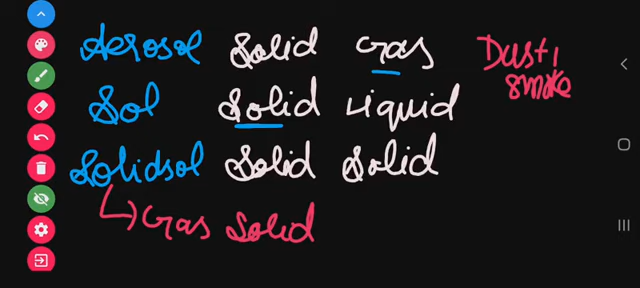 Aerosol Solid Gas Dust,
smoke
Sol Solid Liquid
Solidsol Solid Solid
Gas Solid